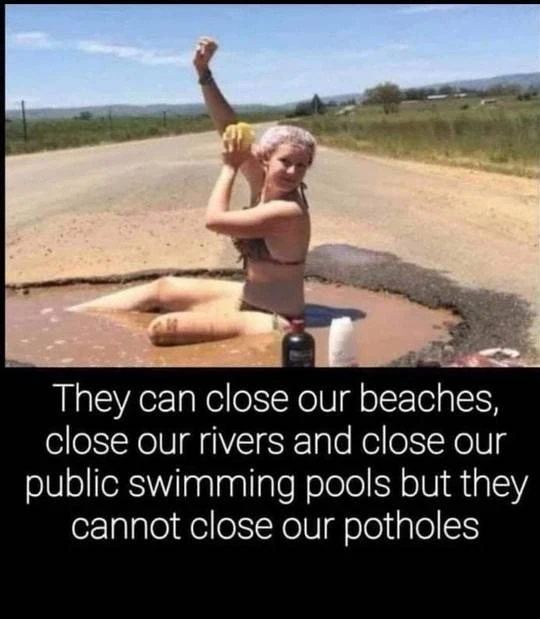 They can close our beaches,
close our rivers and close our
public swimming pools but they
cannot close our potholes